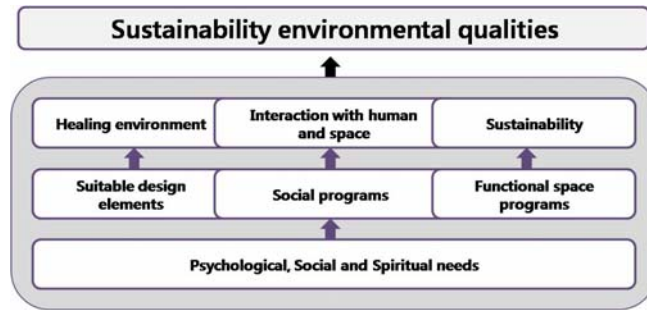 Sustainability environmental qualities
Healing environment
Interaction with human
and space
Sustainability
Suitable design
elements
Social programs
Functional space
programs
Psychological, Social and Spiritual needs